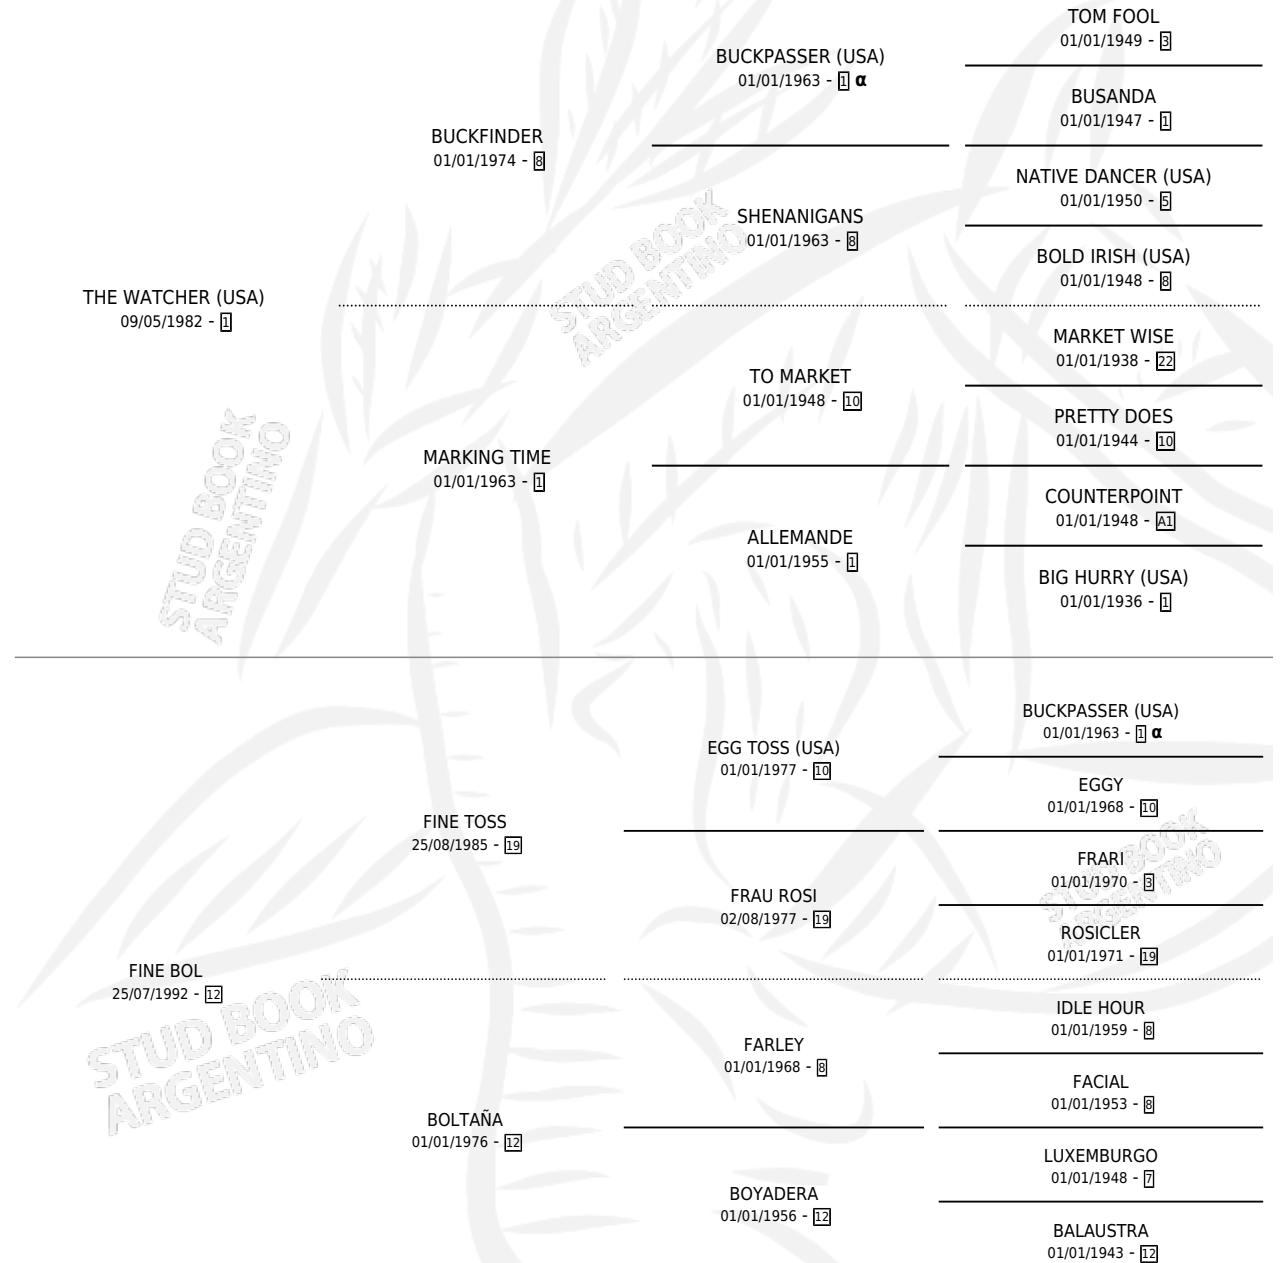 TOM FOOL
01/01/1949 - 3
BUCKPASSER (USA)
01/01/1963 - 1 α
BUSANDA
01/01/1947 - 1
BUCKFINDER
01/01/1974 - 8
NATIVE DANCER (USA)
01/01/1950 - 5
SHENANIGANS
01/01/1963 - 8
BOLD IRISH (USA)
01/01/1948 - 8
THE WATCHER (USA)
09/05/1982 - 1
MARKET WISE
01/01/1938 - 22
TO MARKET
01/01/1948 - 10
PRETTY DOES
01/01/1944 - 10
MARKING TIME
01/01/1963 - 1
COUNTERPOINT
01/01/1948 - A1
ALLEMANDE
01/01/1955 - 1
BIG HURRY (USA)
01/01/1936 - 1
BUCKPASSER (USA)
01/01/1963 - 1 α
EGG TOSS (USA)
01/01/1977 - 10
EGGY
01/01/1968 - 10
FINE TOSS
25/08/1985 - 19
FRARI
01/01/1970 - 3
FRAU ROSI
02/08/1977 - 19
ROSICLER
01/01/1971 - 19
FINE BOL
25/07/1992 - 12
IDLE HOUR
01/01/1959 - 8
FARLEY
01/01/1968 - 8
FACIAL
01/01/1953 - 8
BOLTAÑA
01/01/1976 - 12
LUXEMBURGO
01/01/1948 - 7
BOYADERA
01/01/1956 - 12
BALAUSTRA
01/01/1943 - 12
STUD BOOK
ARGENTINO
STUD BOOK
ARGENTINO
STUD BOOK
ARGENTINO
STUD BOOK
ARGENTINO